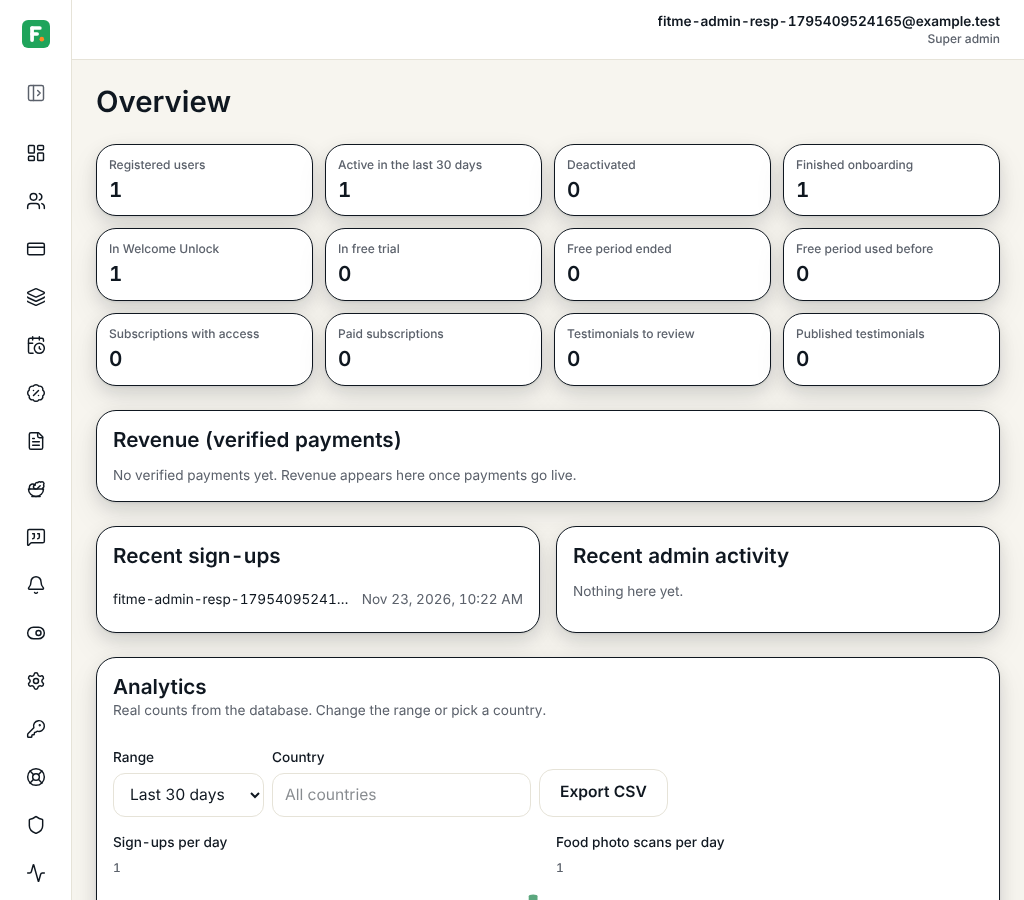 F.
fitme-admin-resp-1795409524165@example.test
Super admin
Overview
Registered users
1
Active in the last 30 days
1
Deactivated
0
Finished onboarding
1
In Welcome Unlock
1
In free trial
0
Free period ended
0
Free period used before
0
Subscriptions with access
0
Paid subscriptions
0
Testimonials to review
0
Published testimonials
0
Revenue (verified payments)
No verified payments yet. Revenue appears here once payments go live.
Recent sign-ups
fitme-admin-resp-17954095241... Nov 23, 2026, 10:22 AM
Recent admin activity
Nothing here yet.
Analytics
Real counts from the database. Change the range or pick a country.
Range
Last 30 days
Country
All countries
Export CSV
Sign-ups per day
1
Food photo scans per day
1